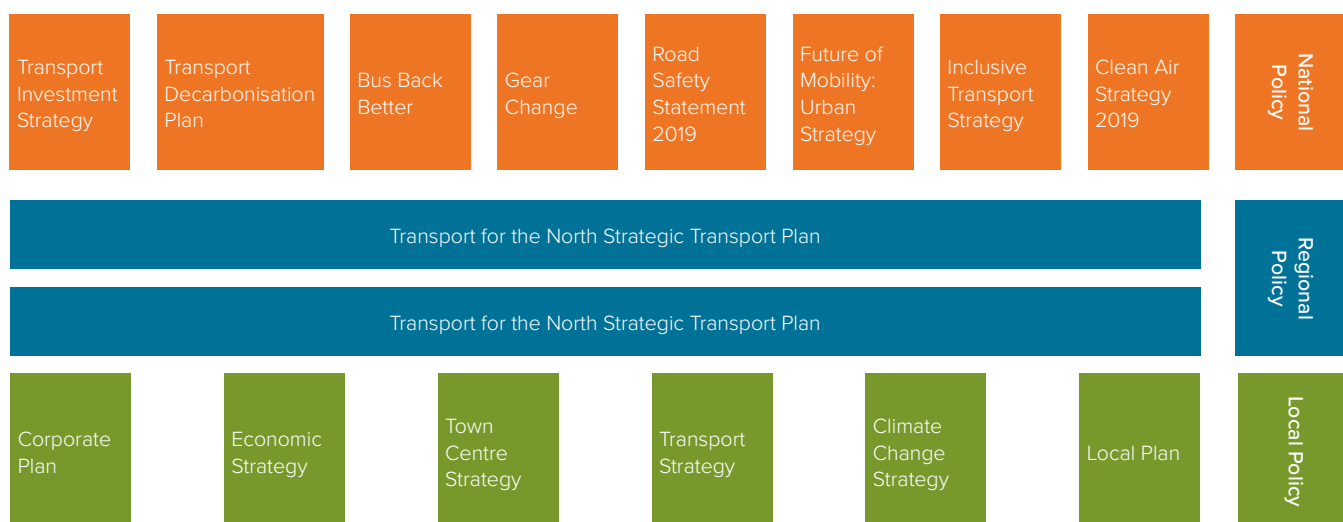 Transport
Investment
Strategy
Transport
Decarbonisation
Plan
Bus Back
Better
Gear
Change
Road
Safety
Statement
2019
Future of
Mobility:
Urban
Strategy
Inclusive
Transport
Strategy
Clean Air
Strategy
2019
National
Policy
Transport for the North Strategic Transport Plan
Transport for the North Strategic Transport Plan
Regional
Policy
Corporate
Plan
Economic
Strategy
Town
Centre
Strategy
Transport
Strategy
Climate
Change
Strategy
Local Plan
Local Policy